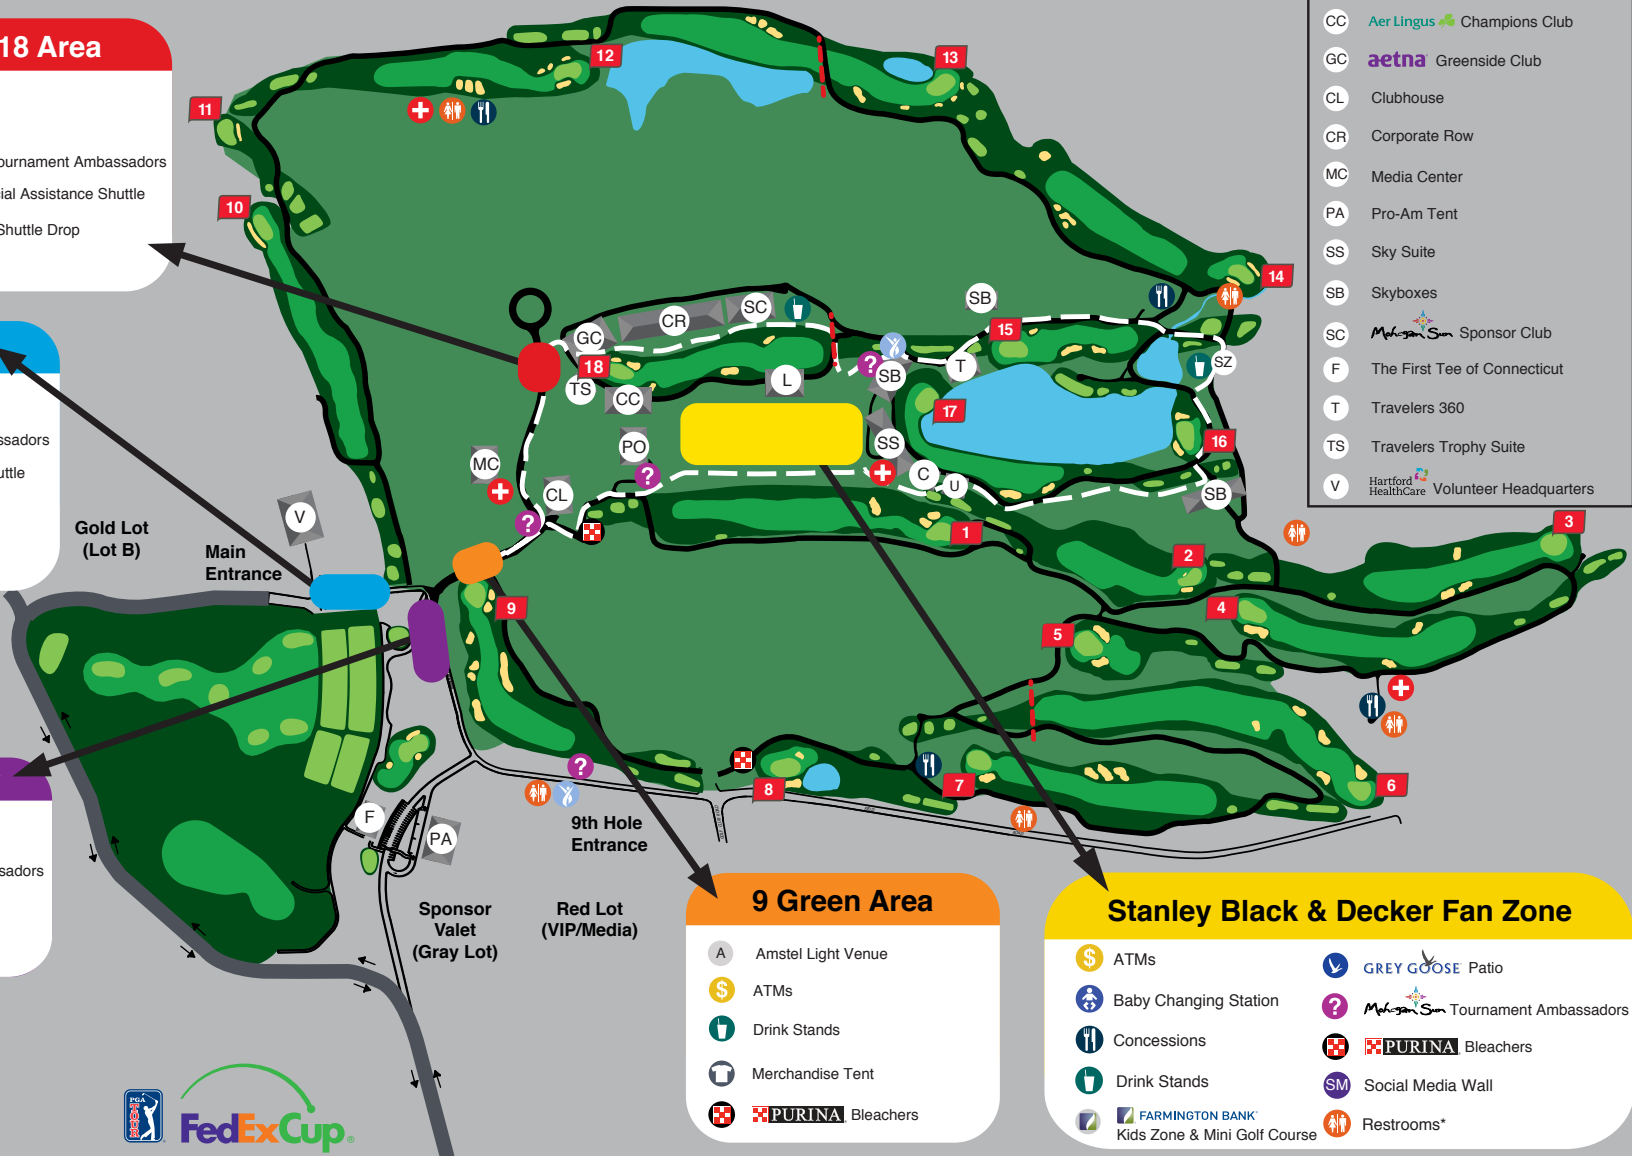 18 Area
ournament Ambassadors
ial Assistance Shuttle
Shuttle Drop
ssadors
uttle
sadors
CC Aer Lingus Champions Club
GC aetna Greenside Club
CL Clubhouse
CR Corporate Row
MC Media Center
PA Pro-Am Tent
SS Sky Suite
SB Skyboxes
SC Mohegan Sun Sponsor Club
F The First Tee of Connecticut
T Travelers 360
TS Travelers Trophy Suite
V Hartford HealthCare Volunteer Headquarters
12
13
11
10
14
SB
SC
CR
15
GC
18
SZ
T
SB
L
TS
CC
17
16
PO
SS
MC
?
?
C
U
CL
SB
V
?
Gold Lot
(Lot B)
Main
Entrance
1
2
3
4
9
5
?
8
7
6
F
PA
9th Hole
Entrance
Sponsor
Valet
(Gray Lot)
Red Lot
(VIP/Media)
9 Green Area
A Amstel Light Venue
$ ATMs
Drink Stands
Merchandise Tent
PURINA Bleachers
Stanley Black & Decker Fan Zone
$ ATMs
Baby Changing Station
Concessions
Drink Stands
FARMINGTON BANK
Kids Zone & Mini Golf Course
GREY GOOSE Patio
? Mohegan Sun Tournament Ambassadors
PURINA Bleachers
SM Social Media Wall
Restrooms*
PGA TOUR
FedExCup®